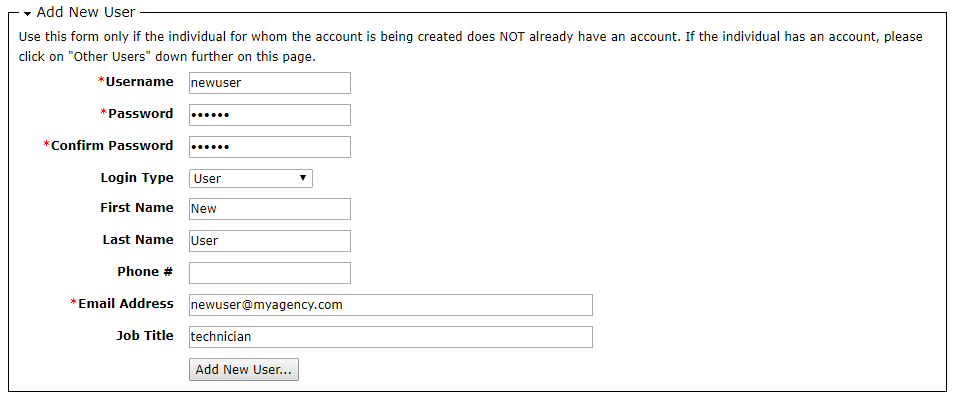 Add New User
Use this form only if the individual for whom the account is being created does NOT already have an account. If the individual has an account, please
click on "Other Users" down further on this page.
*Username newuser
*Password ••••••
*Confirm Password ••••••
Login Type User
First Name New
Last Name User
Phone #
*Email Address newuser@myagency.com
Job Title technician
Add New User...